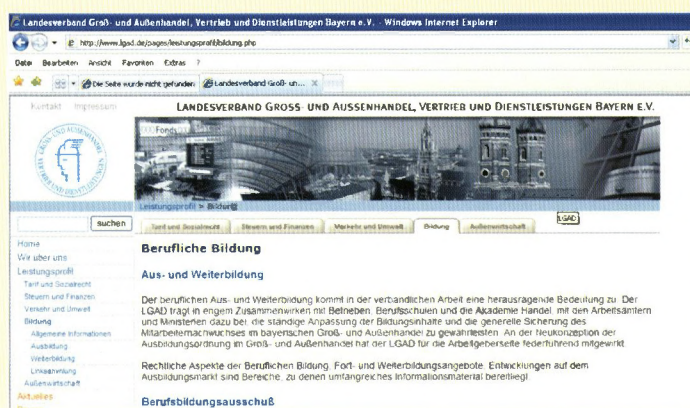 Landesverband Groß- und Außenhandel, Vertrieb und Dienstleistungen Bayern e.V. - Windows Internet Explorer
http://www.lgad.de/pages/leistungsprofil/bildung.php
Datei Bearbeiten Ansicht Favoriten Extras ?
Die Seite wurde nicht gefunden Landesverband Groß- un... X
Kontakt Impressum
LANDESVERBAND GROSS- UND AUSSENHANDEL, VERTRIEB UND DIENSTLEISTUNGEN BAYERN E.V.
Fonds
Leistungsprofil > Bildung
LGAD
suchen
Tarif und Sozialrecht Steuern und Finanzen Verkehr und Umwelt Bildung Außenwirtschaft
Home
Wir über uns
Leistungsprofil
Tarif und Sozialrecht
Steuern und Finanzen
Verkehr und Umwelt
Bildung
Allgemeine Informationen
Ausbildung
Weiterbildung
Linksammlung
Außenwirtschaft
Aktuelles
Berufliche Bildung
Aus- und Weiterbildung
Der beruflichen Aus- und Weiterbildung kommt in der verbandlichen Arbeit eine herausragende Bedeutung zu. Der
LGAD trägt in engem Zusammenwirken mit Betrieben, Berufsschulen und die Akademie Handel, mit den Arbeitsämtern
und Ministerien dazu bei, die ständige Anpassung der Bildungsinhalte und die generelle Sicherung des
Mitarbeiternachwuchses im bayerischen Groß- und Außenhandel zu gewährleisten. An der Neukonzeption der
Ausbildungsordnung im Groß- und Außenhandel hat der LGAD für die Arbeitgeberseite federführend mitgewirkt.
Rechtliche Aspekte der Beruflichen Bildung, Fort- und Weiterbildungsangebote, Entwicklungen auf dem
Ausbildungsmarkt sind Bereiche, zu denen umfangreiches Informationsmaterial bereitliegt.
Berufsbildungsausschuß